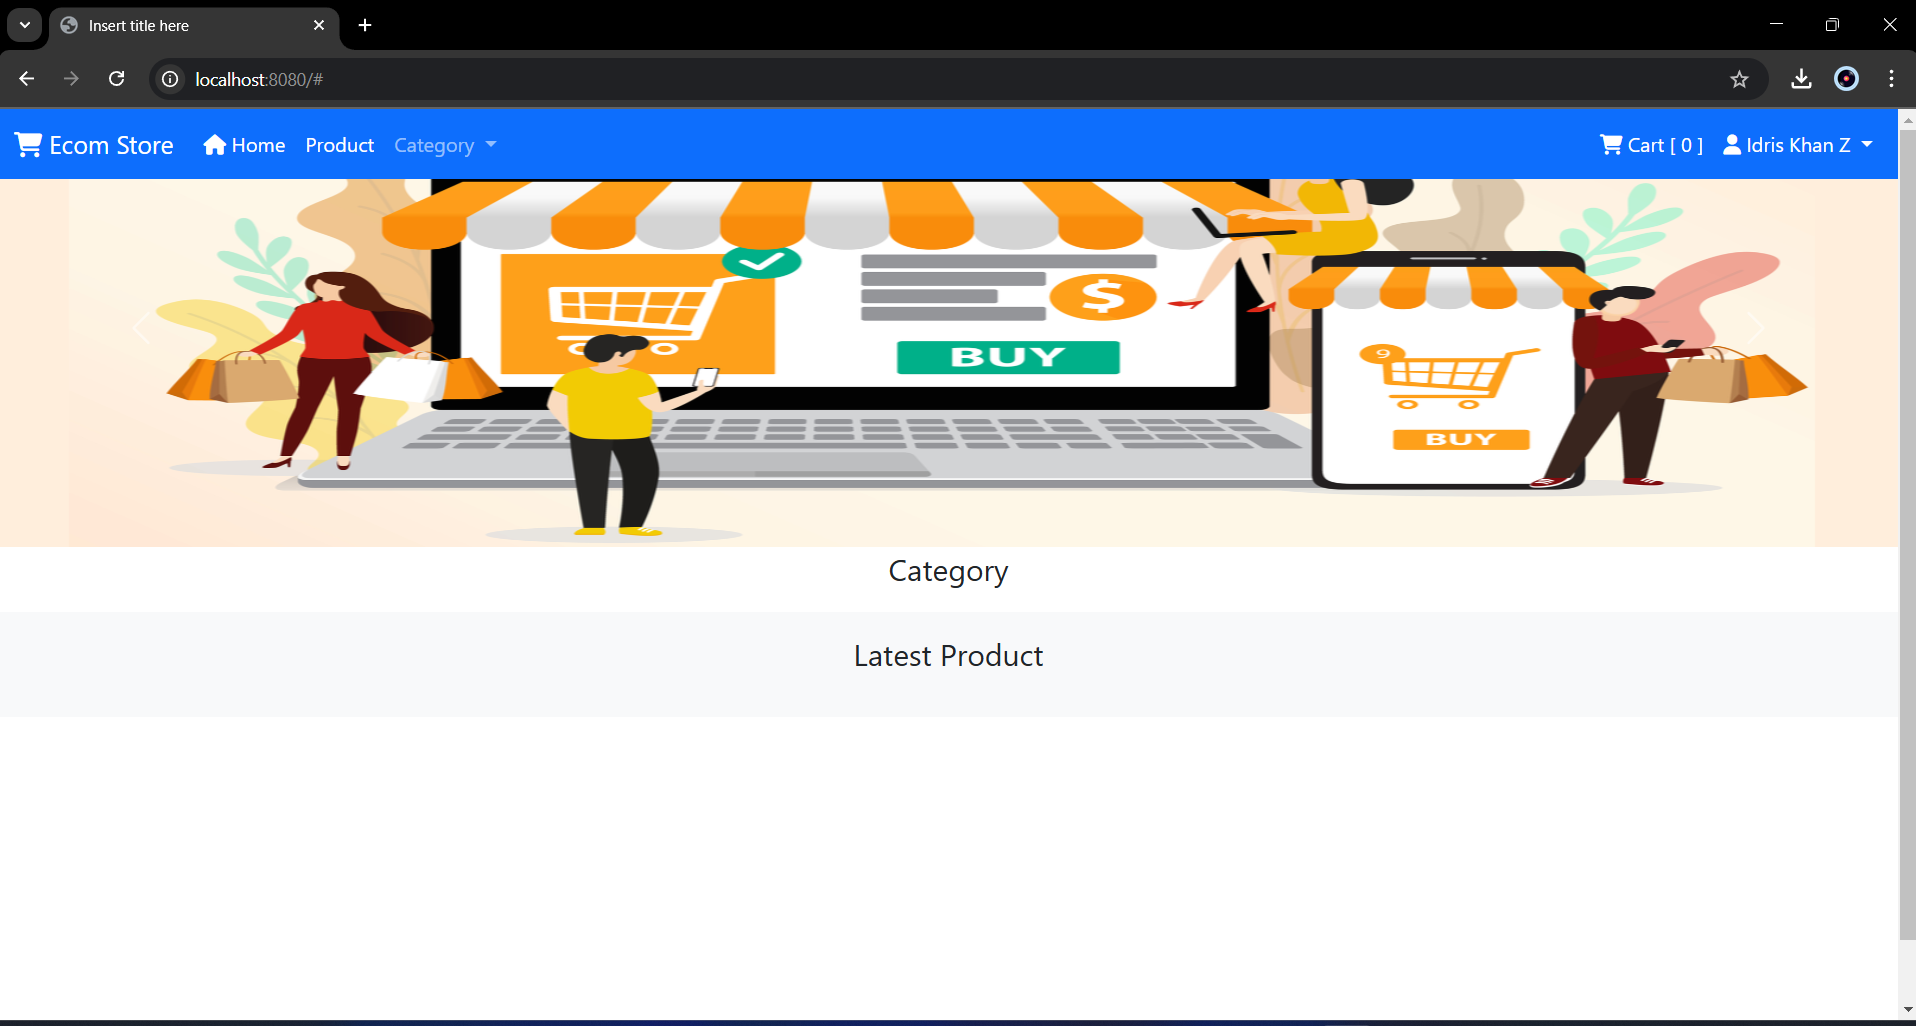 Insert title here
localhost:8080/#
Ecom Store Home Product Category Cart [ 0 ] Idris Khan Z
$
BUY
9
BUY
Category
Latest Product